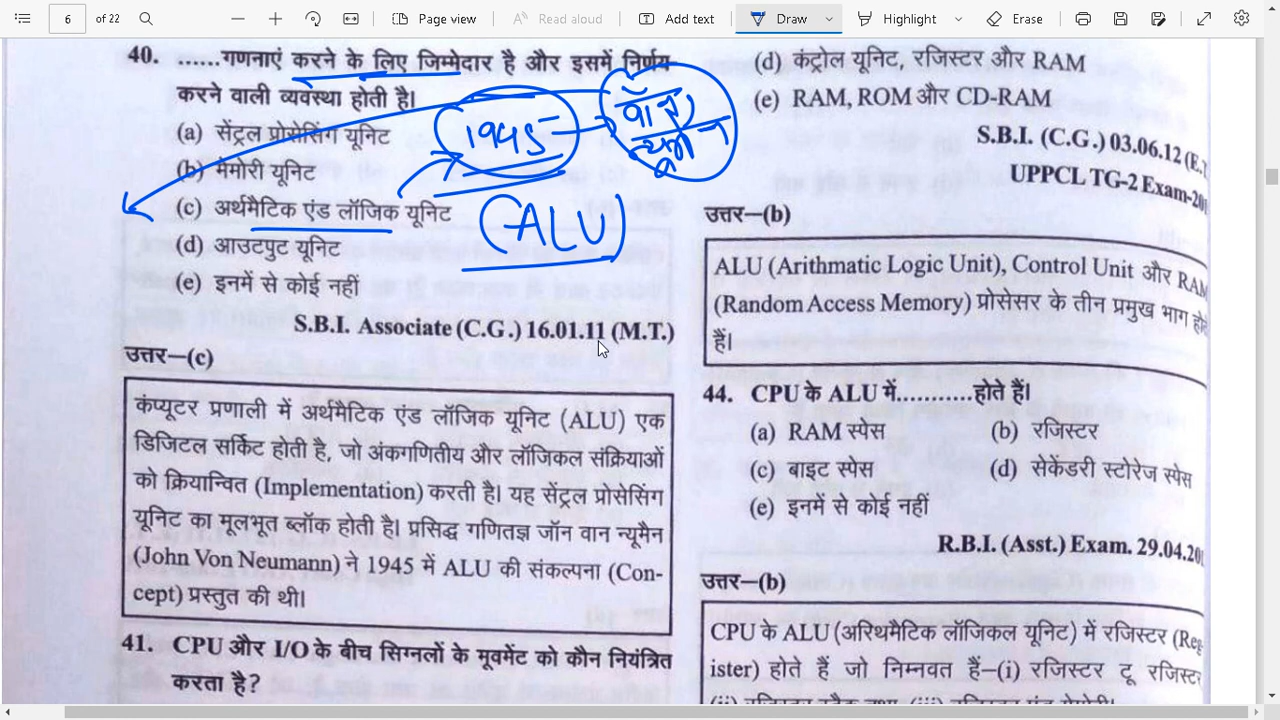 6 of 22
Page view
Read aloud
Add text
Draw
Highlight
Erase
40. ......गणनाएं करने के लिए जिम्मेदार है और इसमें निर्णय
करने वाली व्यवस्था होती है।
(a) सेंट्रल प्रोसेसिंग यूनिट
(b) मैमोरी यूनिट
(c) अर्थमैटिक एंड लॉजिक यूनिट
(d) आउटपुट यूनिट
(e) इनमें से कोई नहीं
1945
ALU
S.B.I. Associate (C.G.) 16.01.11 (M.T.)
उत्तर–(c)
कंप्यूटर प्रणाली में अर्थमैटिक एंड लॉजिक यूनिट (ALU) एक
डिजिटल सर्किट होती है, जो अंकगणितीय और लॉजिकल संक्रियाओं
को क्रियान्वित (Implementation) करती है। यह सेंट्रल प्रोसेसिंग
यूनिट का मूलभूत ब्लॉक होती है। प्रसिद्ध गणितज्ञ जॉन वान न्यूमैन
(John Von Neumann) ने 1945 में ALU की संकल्पना (Con-
cept) प्रस्तुत की थी।
41. CPU और I/O के बीच सिग्नलों के मूवमेंट को कौन नियंत्रित
करता है?
(d) कंट्रोल यूनिट, रजिस्टर और RAM
(e) RAM, ROM और CD-RAM
S.B.I. (C.G.) 03.06.12 (E.
UPPCL TG-2 Exam-20
उत्तर–(b)
ALU (Arithmatic Logic Unit), Control Unit और RAM
(Random Access Memory) प्रोसेसर के तीन प्रमुख भाग होते
हैं।
44. CPU के ALU में...........होते हैं।
(a) RAM स्पेस (b) रजिस्टर
(c) बाइट स्पेस (d) सेकेंडरी स्टोरेज स्पेस
(e) इनमें से कोई नहीं
R.B.I. (Asst.) Exam. 29.04.20
उत्तर–(b)
CPU के ALU (अरिथमैटिक लॉजिकल यूनिट) में रजिस्टर (Reg-
ister) होते हैं जो निम्नवत हैं–(i) रजिस्टर टू रजिस्टर